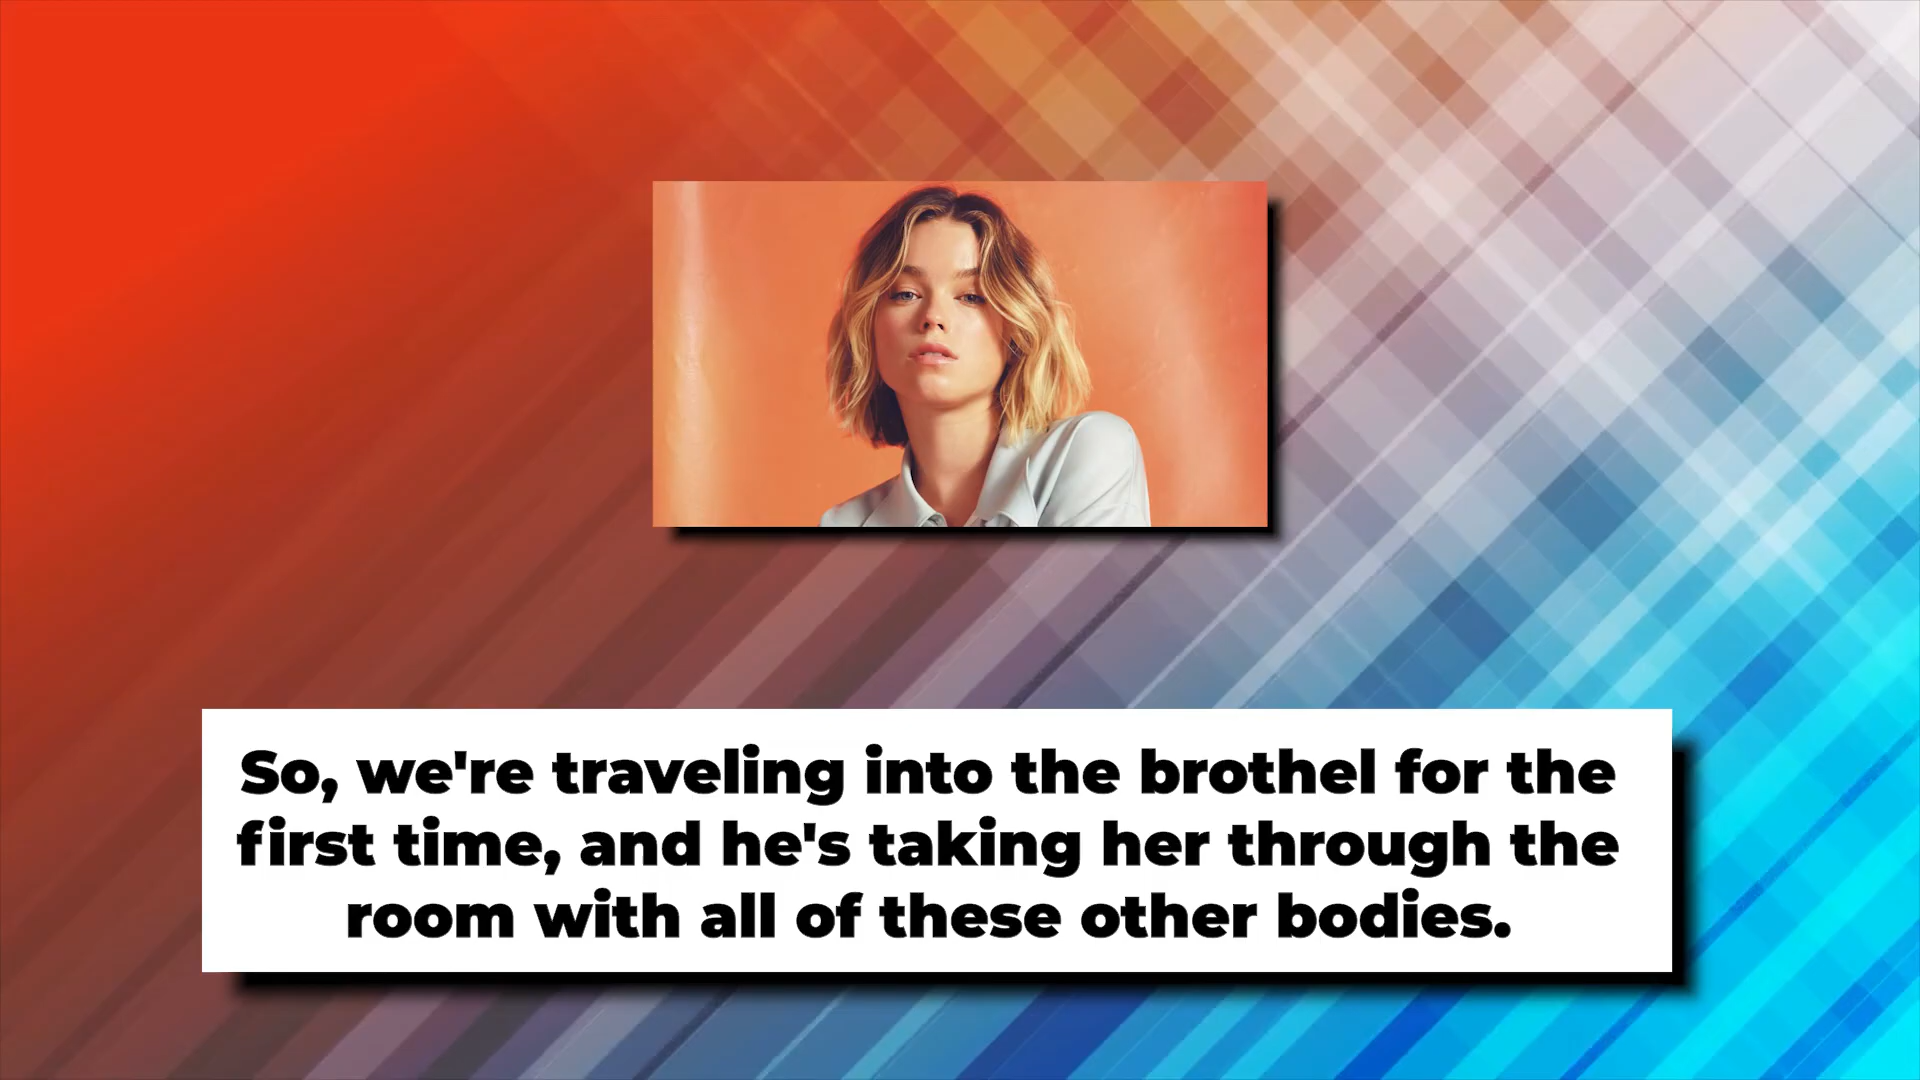 So, we're traveling into the brothel for the
first time, and he's taking her through the
room with all of these other bodies.